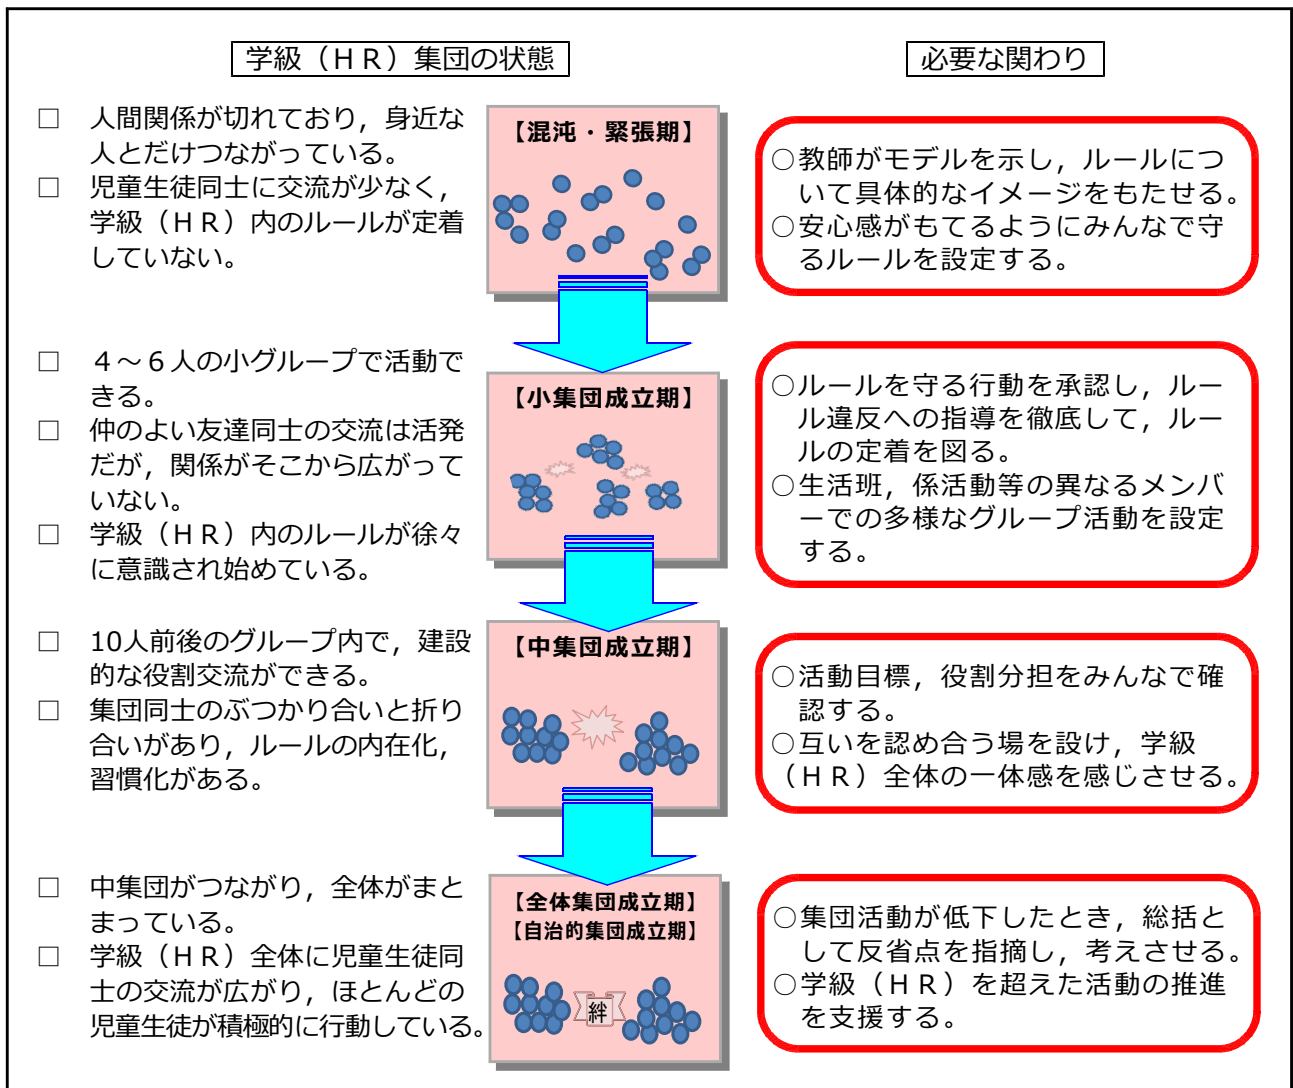 学級（ＨＲ）集団の状態
必要な関わり
□ 人間関係が切れており，身近な
人とだけつながっている。
□ 児童生徒同士に交流が少なく，
学級（ＨＲ）内のルールが定着
していない。
【混沌・緊張期】
○教師がモデルを示し，ルールにつ
いて具体的なイメージをもたせる。
○安心感がもてるようにみんなで守
るルールを設定する。
□ ４～６人の小グループで活動で
きる。
□ 仲のよい友達同士の交流は活発
だが，関係がそこから広がって
いない。
□ 学級（ＨＲ）内のルールが徐々
に意識され始めている。
【小集団成立期】
○ルールを守る行動を承認し，ルー
ル違反への指導を徹底して，ルー
ルの定着を図る。
○生活班，係活動等の異なるメンバ
ーでの多様なグループ活動を設定
する。
□ 10人前後のグループ内で，建設
的な役割交流ができる。
□ 集団同士のぶつかり合いと折り
合いがあり，ルールの内在化，
習慣化がある。
【中集団成立期】
○活動目標，役割分担をみんなで確
認する。
○互いを認め合う場を設け，学級
（ＨＲ）全体の一体感を感じさせる。
□ 中集団がつながり，全体がまと
まっている。
□ 学級（ＨＲ）全体に児童生徒同
士の交流が広がり，ほとんどの
児童生徒が積極的に行動している。
【全体集団成立期】
【自治的集団成立期】
絆
○集団活動が低下したとき，総括と
して反省点を指摘し，考えさせる。
○学級（ＨＲ）を超えた活動の推進
を支援する。